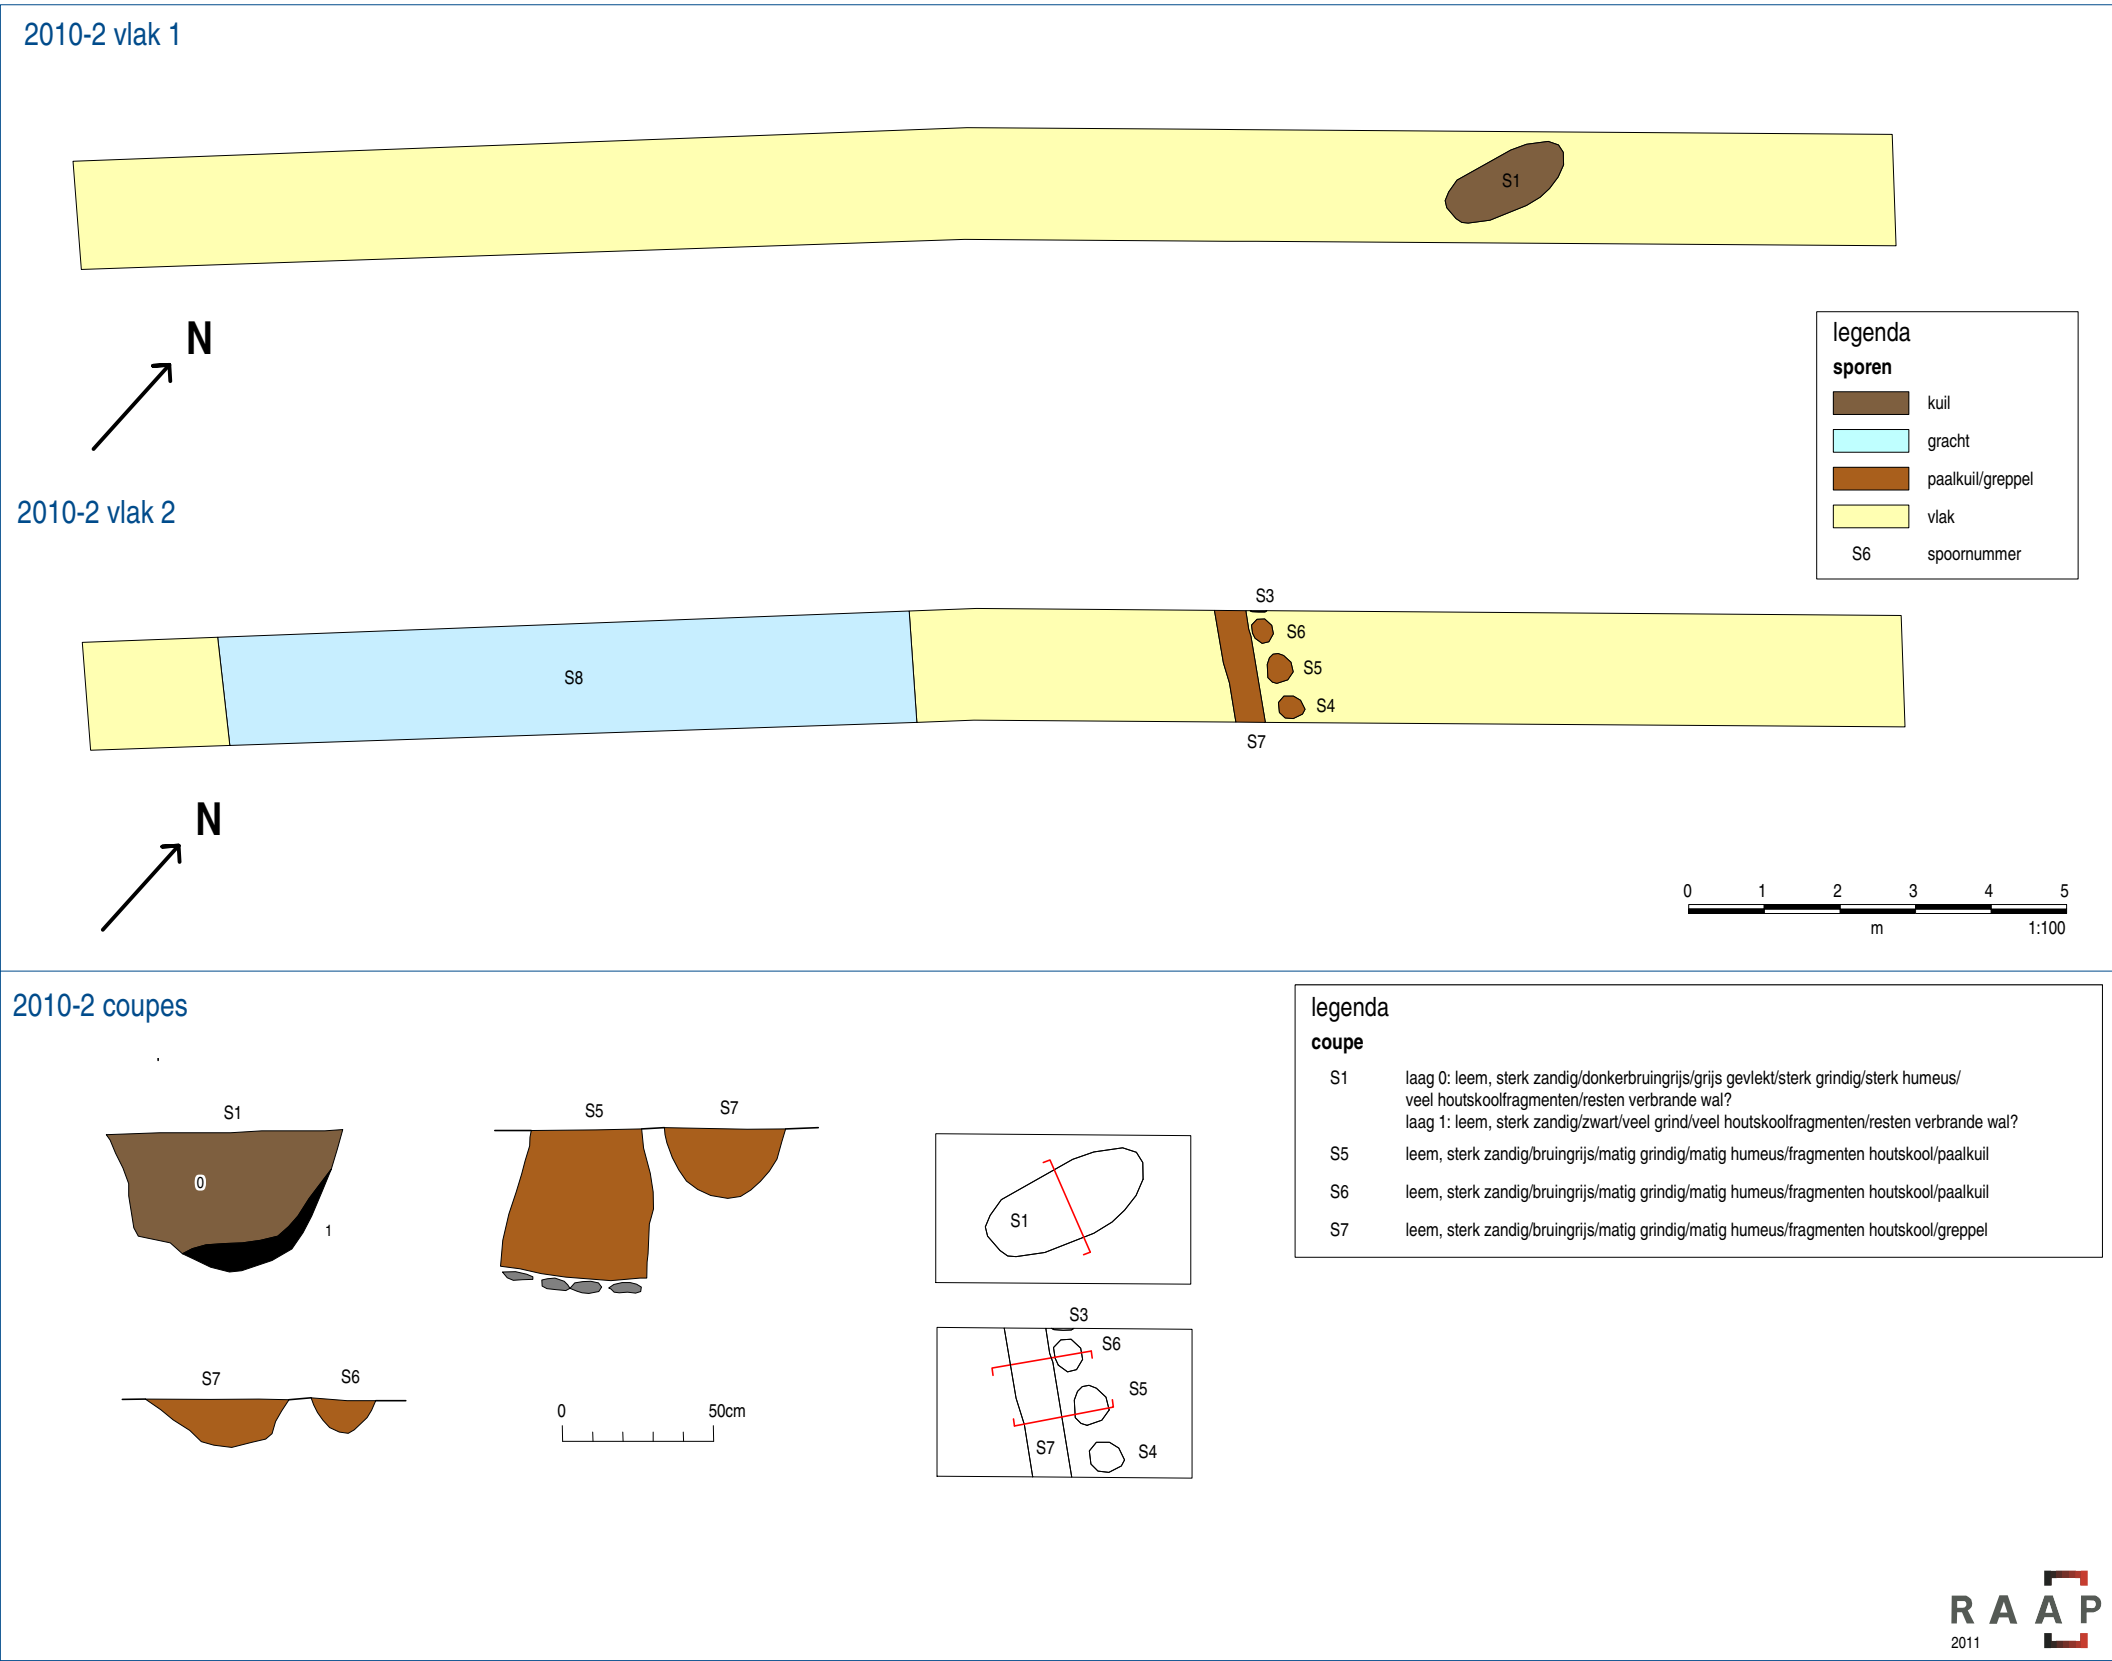 2010-2 vlak 1
S1
N
legenda
sporen
kuil
gracht
paalkuil/greppel
vlak
S6 spoornummer
2010-2 vlak 2
S3
S6
S5
S4
S8
S7
N
0 1 2 3 4 5
m 1:100
2010-2 coupes
S1
0
1
S5 S7
S7 S6
0 50cm
S1
S3
S6
S5
S7 S4
legenda
coupe
S1 laag 0: leem, sterk zandig/donkerbruingrijs/grijs gevlekt/sterk grindig/sterk humeus/
veel houtskoolfragmenten/resten verbrande wal?
laag 1: leem, sterk zandig/zwart/veel grind/veel houtskoolfragmenten/resten verbrande wal?
S5 leem, sterk zandig/bruingrijs/matig grindig/matig humeus/fragmenten houtskool/paalkuil
S6 leem, sterk zandig/bruingrijs/matig grindig/matig humeus/fragmenten houtskool/paalkuil
S7 leem, sterk zandig/bruingrijs/matig grindig/matig humeus/fragmenten houtskool/greppel
RAAP
2011